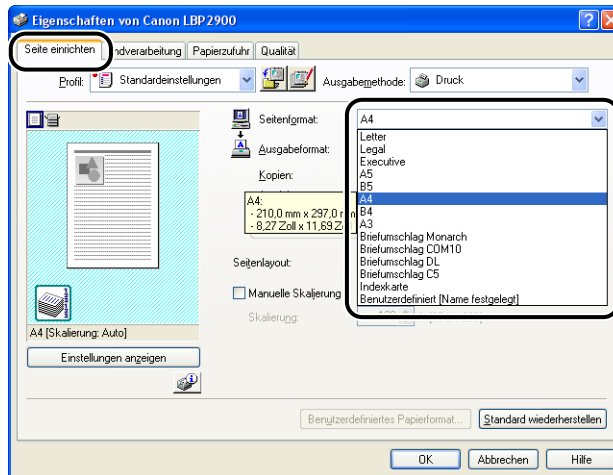 Eigenschaften von Canon LBP2900
Seite einrichten
ndverarbeitung Papierzufuhr Qualität
Profil: Standardeinstellungen Ausgabemethode: Druck
Seitenformat: A4
Ausgabeformat:
Kopien:
Letter
Legal
Executive
A5
B5
A4
B4
A3
Briefumschlag Monarch
Briefumschlag COM10
Briefumschlag DL
Briefumschlag C5
Indexkarte
Benutzerdefiniert [Name festgelegt]
A4:
- 210,0 mm x 297,0
- 8,27 Zoll x 11,69
Seitenlayout:
Manuelle Skalierung
Skalierung:
A4 [Skalierung: Auto]
Einstellungen anzeigen
Benutzerdefiniertes Papierformat... Standard wiederherstellen
OK Abbrechen Hilfe